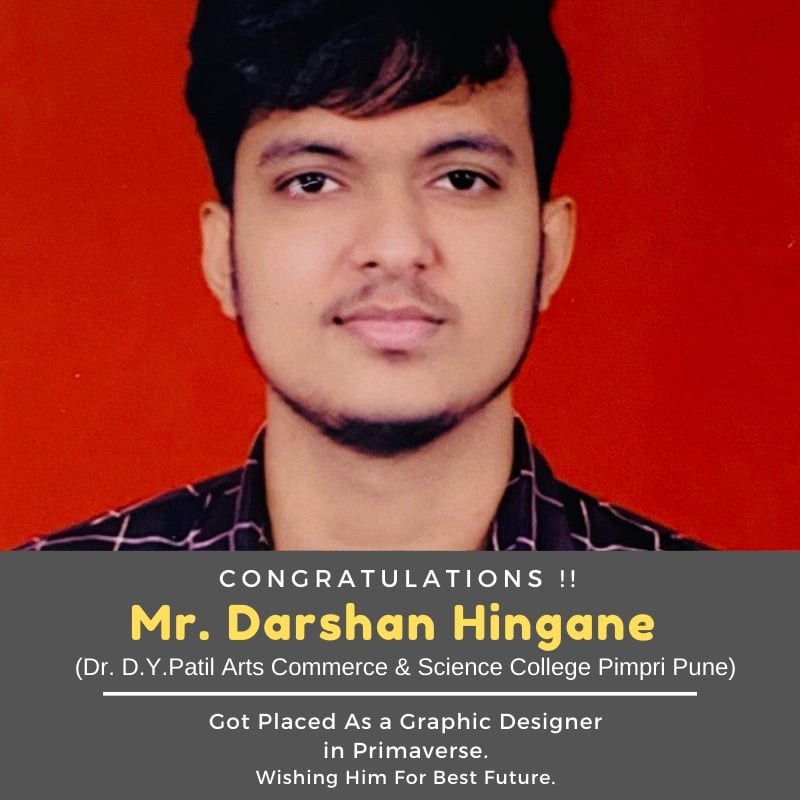 CONGRATULATIONS !!
Mr. Darshan Hingane
(Dr. D.Y.Patil Arts Commerce & Science College Pimpri Pune)
Got Placed As a Graphic Designer
in Primaverse.
Wishing Him For Best Future.